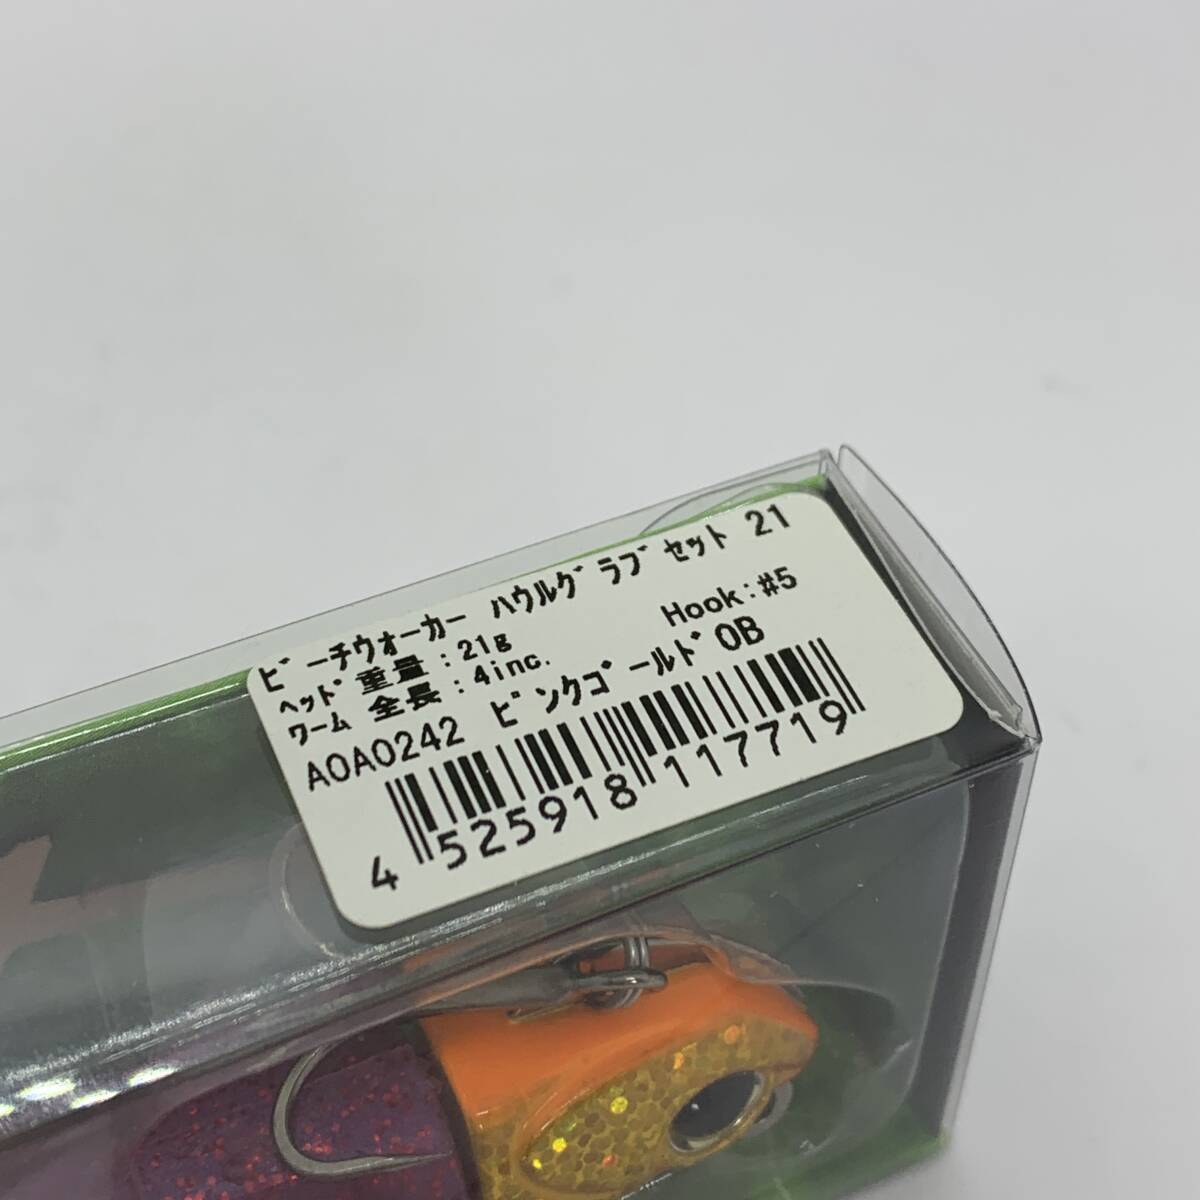 ビーチウォーカー ハウルグラブセット 21
ヘッド重量:21g Hook:#5
ワーム 全長:4inc.
A0A0242 ピンクゴールドOB
4 525918 117719